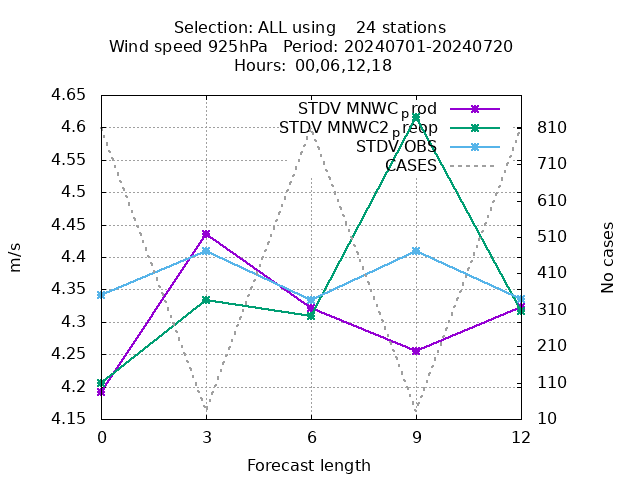 Selection: ALL using    24 stations
Wind speed 925hPa   Period: 20240701-20240720
Hours:  00,06,12,18
STDV MNWC_prod
STDV MNWC2_preop
STDV OBS
CASES
4.65
4.6
4.55
4.5
4.45
4.4
4.35
4.3
4.25
4.2
4.15
810
710
610
510
410
310
210
110
10
m/s
No cases
0 3 6 9 12
Forecast length